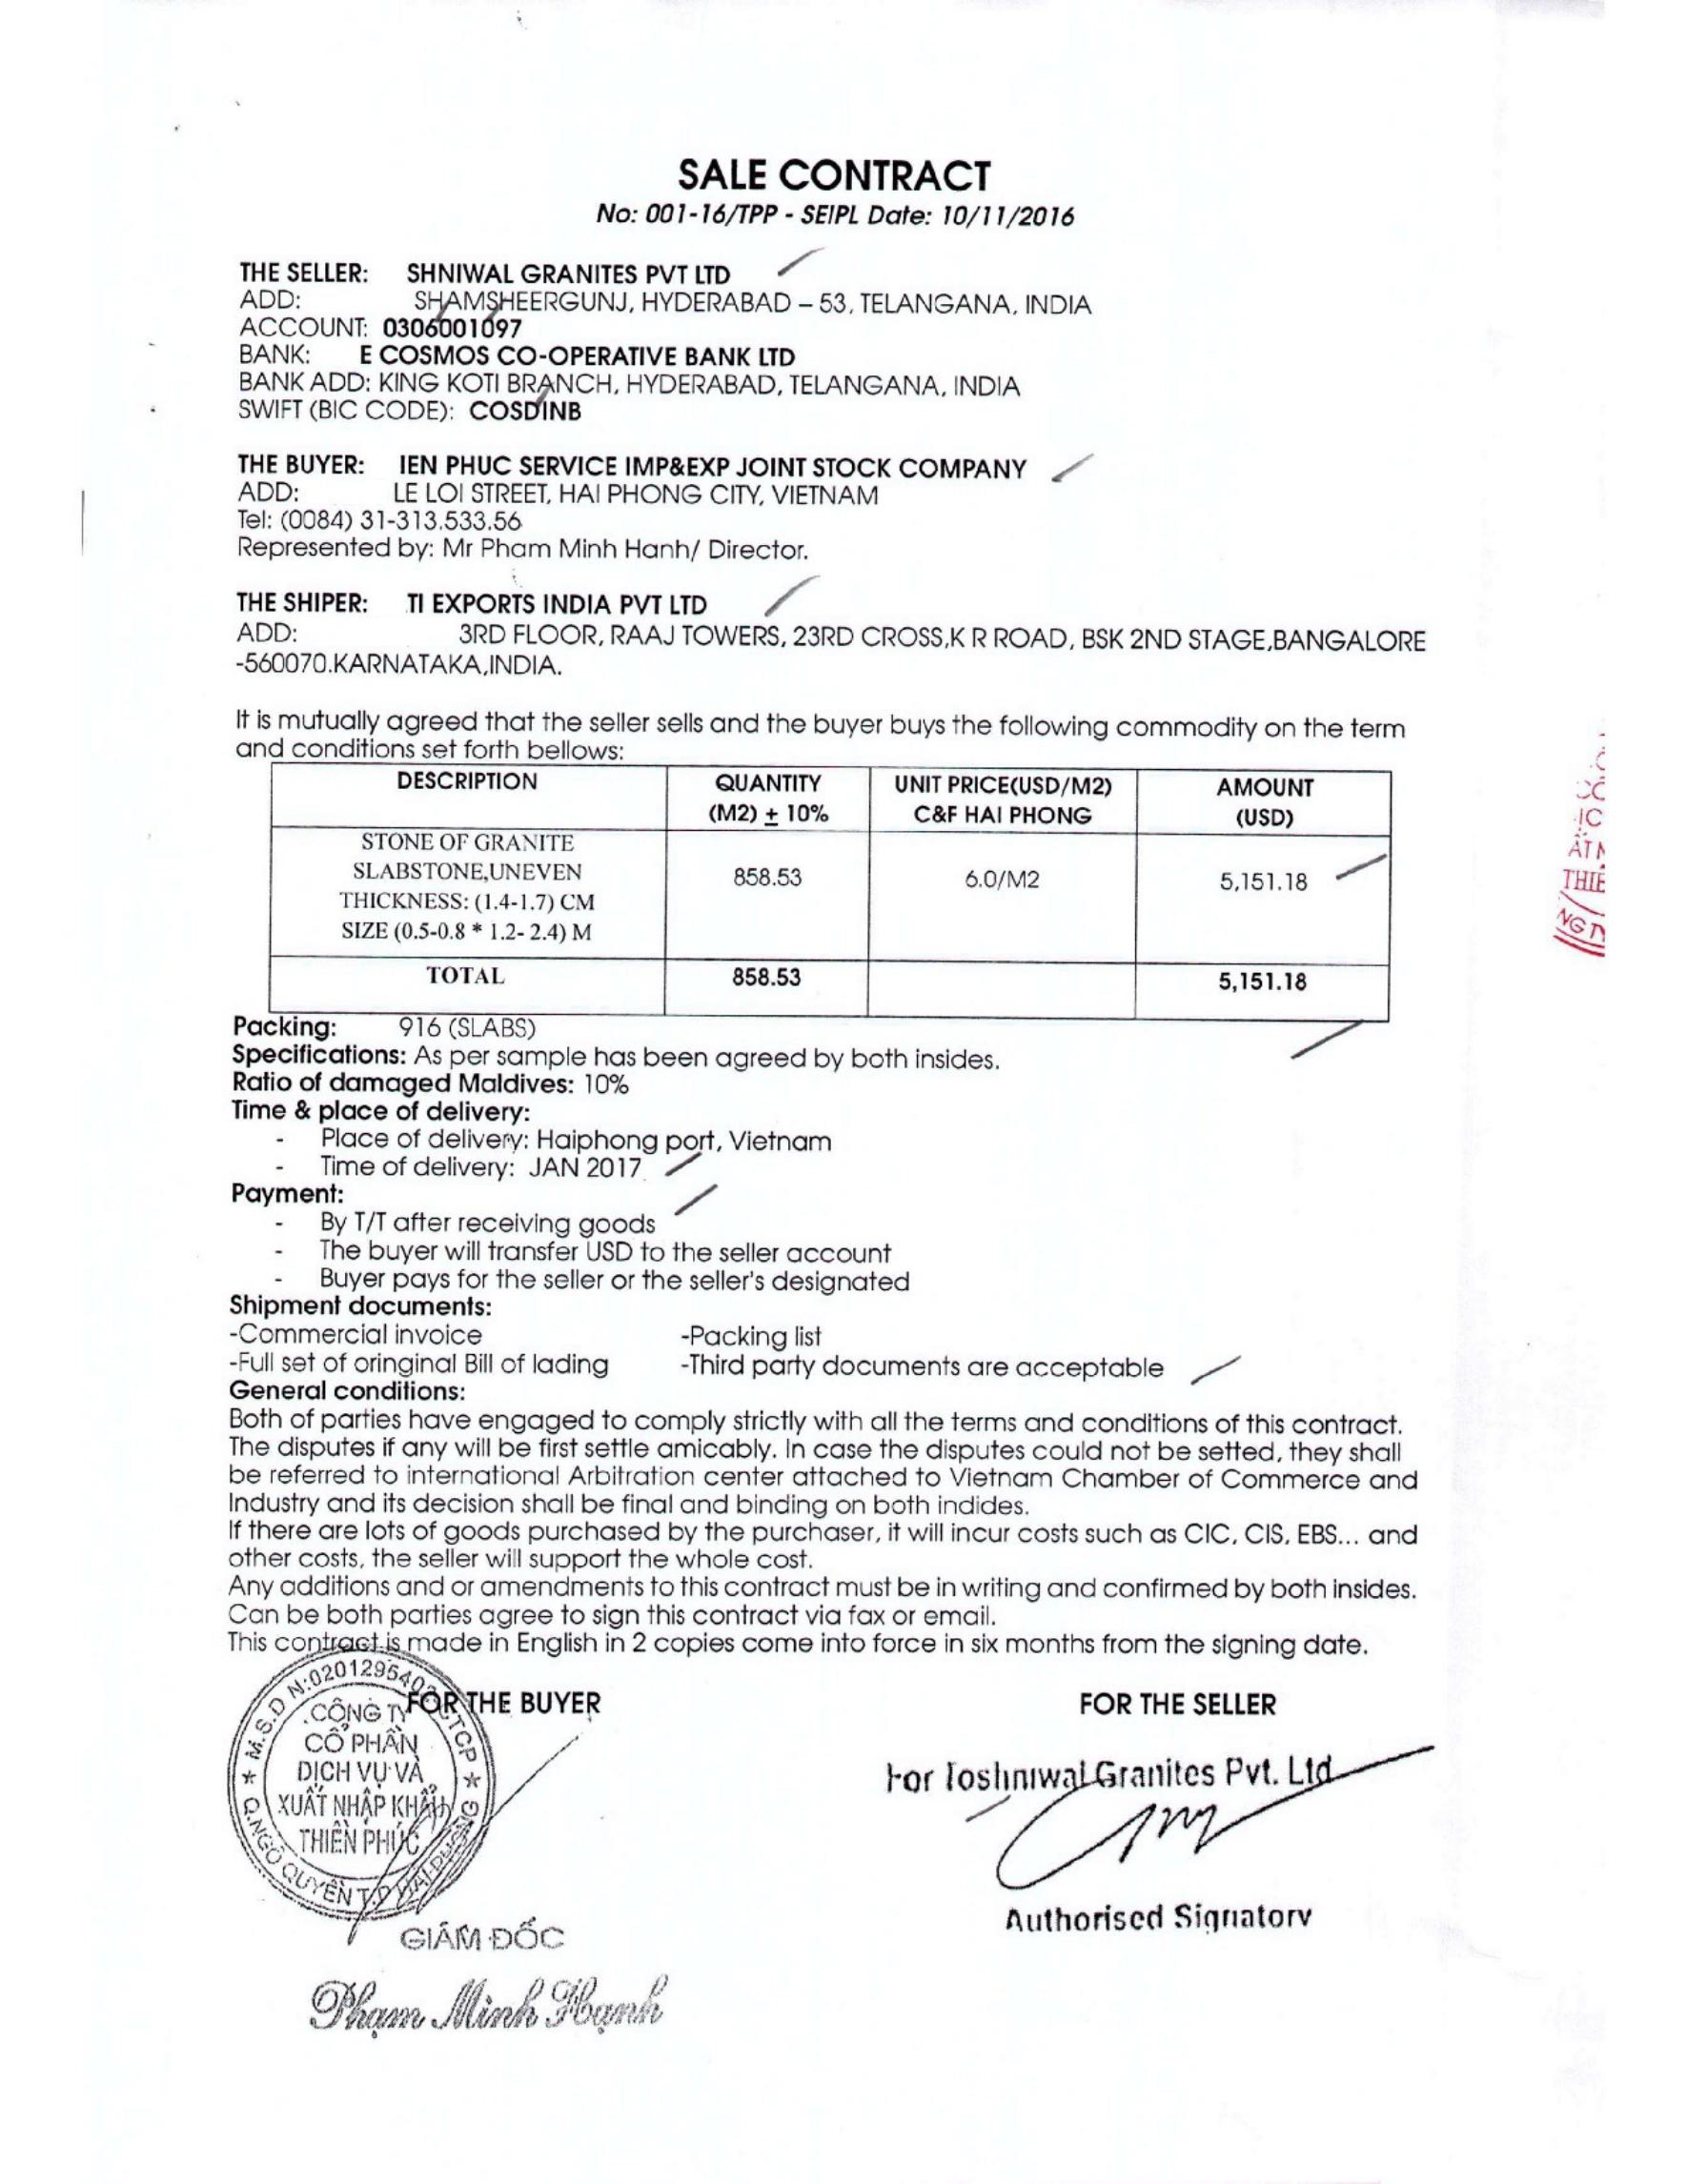 SALE CONTRACT
No: 001-16/TPP - SEIPL Date: 10/11/2016
THE SELLER: SHNIWAL GRANITES PVT LTD
ADD: SHAMSHEERGUNJ, HYDERABAD – 53, TELANGANA, INDIA
ACCOUNT: 0306001097
BANK: E COSMOS CO-OPERATIVE BANK LTD
BANK ADD: KING KOTI BRANCH, HYDERABAD, TELANGANA, INDIA
SWIFT (BIC CODE): COSDINB
THE BUYER: IEN PHUC SERVICE IMP&EXP JOINT STOCK COMPANY
ADD: LE LOI STREET, HAI PHONG CITY, VIETNAM
Tel: (0084) 31-313.533.56
Represented by: Mr Pham Minh Hanh/ Director.
THE SHIPER: TI EXPORTS INDIA PVT LTD
ADD: 3RD FLOOR, RAAJ TOWERS, 23RD CROSS,K R ROAD, BSK 2ND STAGE,BANGALORE
-560070.KARNATAKA,INDIA.
It is mutually agreed that the seller sells and the buyer buys the following commodity on the term
and conditions set forth bellows:
DESCRIPTION QUANTITY (M2) ± 10% UNIT PRICE(USD/M2) C&F HAI PHONG AMOUNT (USD)
STONE OF GRANITE
SLABSTONE,UNEVEN 858.53 6.0/M2 5,151.18
THICKNESS: (1.4-1.7) CM
SIZE (0.5-0.8 * 1.2- 2.4) M
TOTAL 858.53 5,151.18
Packing: 916 (SLABS)
Specifications: As per sample has been agreed by both insides.
Ratio of damaged Maldives: 10%
Time & place of delivery:
- Place of delivery: Haiphong port, Vietnam
- Time of delivery: JAN 2017
Payment:
- By T/T after receiving goods
- The buyer will transfer USD to the seller account
- Buyer pays for the seller or the seller's designated
Shipment documents:
-Commercial invoice -Packing list
-Full set of oringinal Bill of lading -Third party documents are acceptable
General conditions:
Both of parties have engaged to comply strictly with all the terms and conditions of this contract.
The disputes if any will be first settle amicably. In case the disputes could not be setted, they shall
be referred to international Arbitration center attached to Vietnam Chamber of Commerce and
Industry and its decision shall be final and binding on both indides.
If there are lots of goods purchased by the purchaser, it will incur costs such as CIC, CIS, EBS... and
other costs, the seller will support the whole cost.
Any additions and or amendments to this contract must be in writing and confirmed by both insides.
Can be both parties agree to sign this contract via fax or email.
This contract is made in English in 2 copies come into force in six months from the signing date.
FOR THE BUYER FOR THE SELLER
CÔNG TY
CỔ PHẦN
DỊCH VỤ VÀ
XUẤT NHẬP KHẨU
THIÊN PHÚC
For Toshniwal Granites Pvt. Ltd
Authorised Signatory
GIÁM ĐỐC
Phạm Minh Hạnh